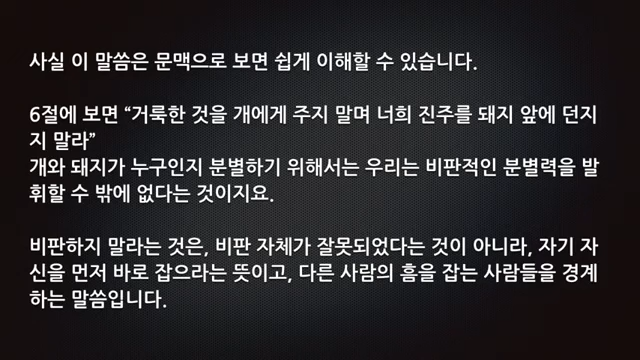 사실 이 말씀은 문맥으로 보면 쉽게 이해할 수 있습니다.
6절에 보면 “거룩한 것을 개에게 주지 말며 너희 진주를 돼지 앞에 던지
지 말라”
개와 돼지가 누구인지 분별하기 위해서는 우리는 비판적인 분별력을 발
휘할 수 밖에 없다는 것이지요.
비판하지 말라는 것은, 비판 자체가 잘못되었다는 것이 아니라, 자기 자
신을 먼저 바로 잡으라는 뜻이고, 다른 사람의 흠을 잡는 사람들을 경계
하는 말씀입니다.